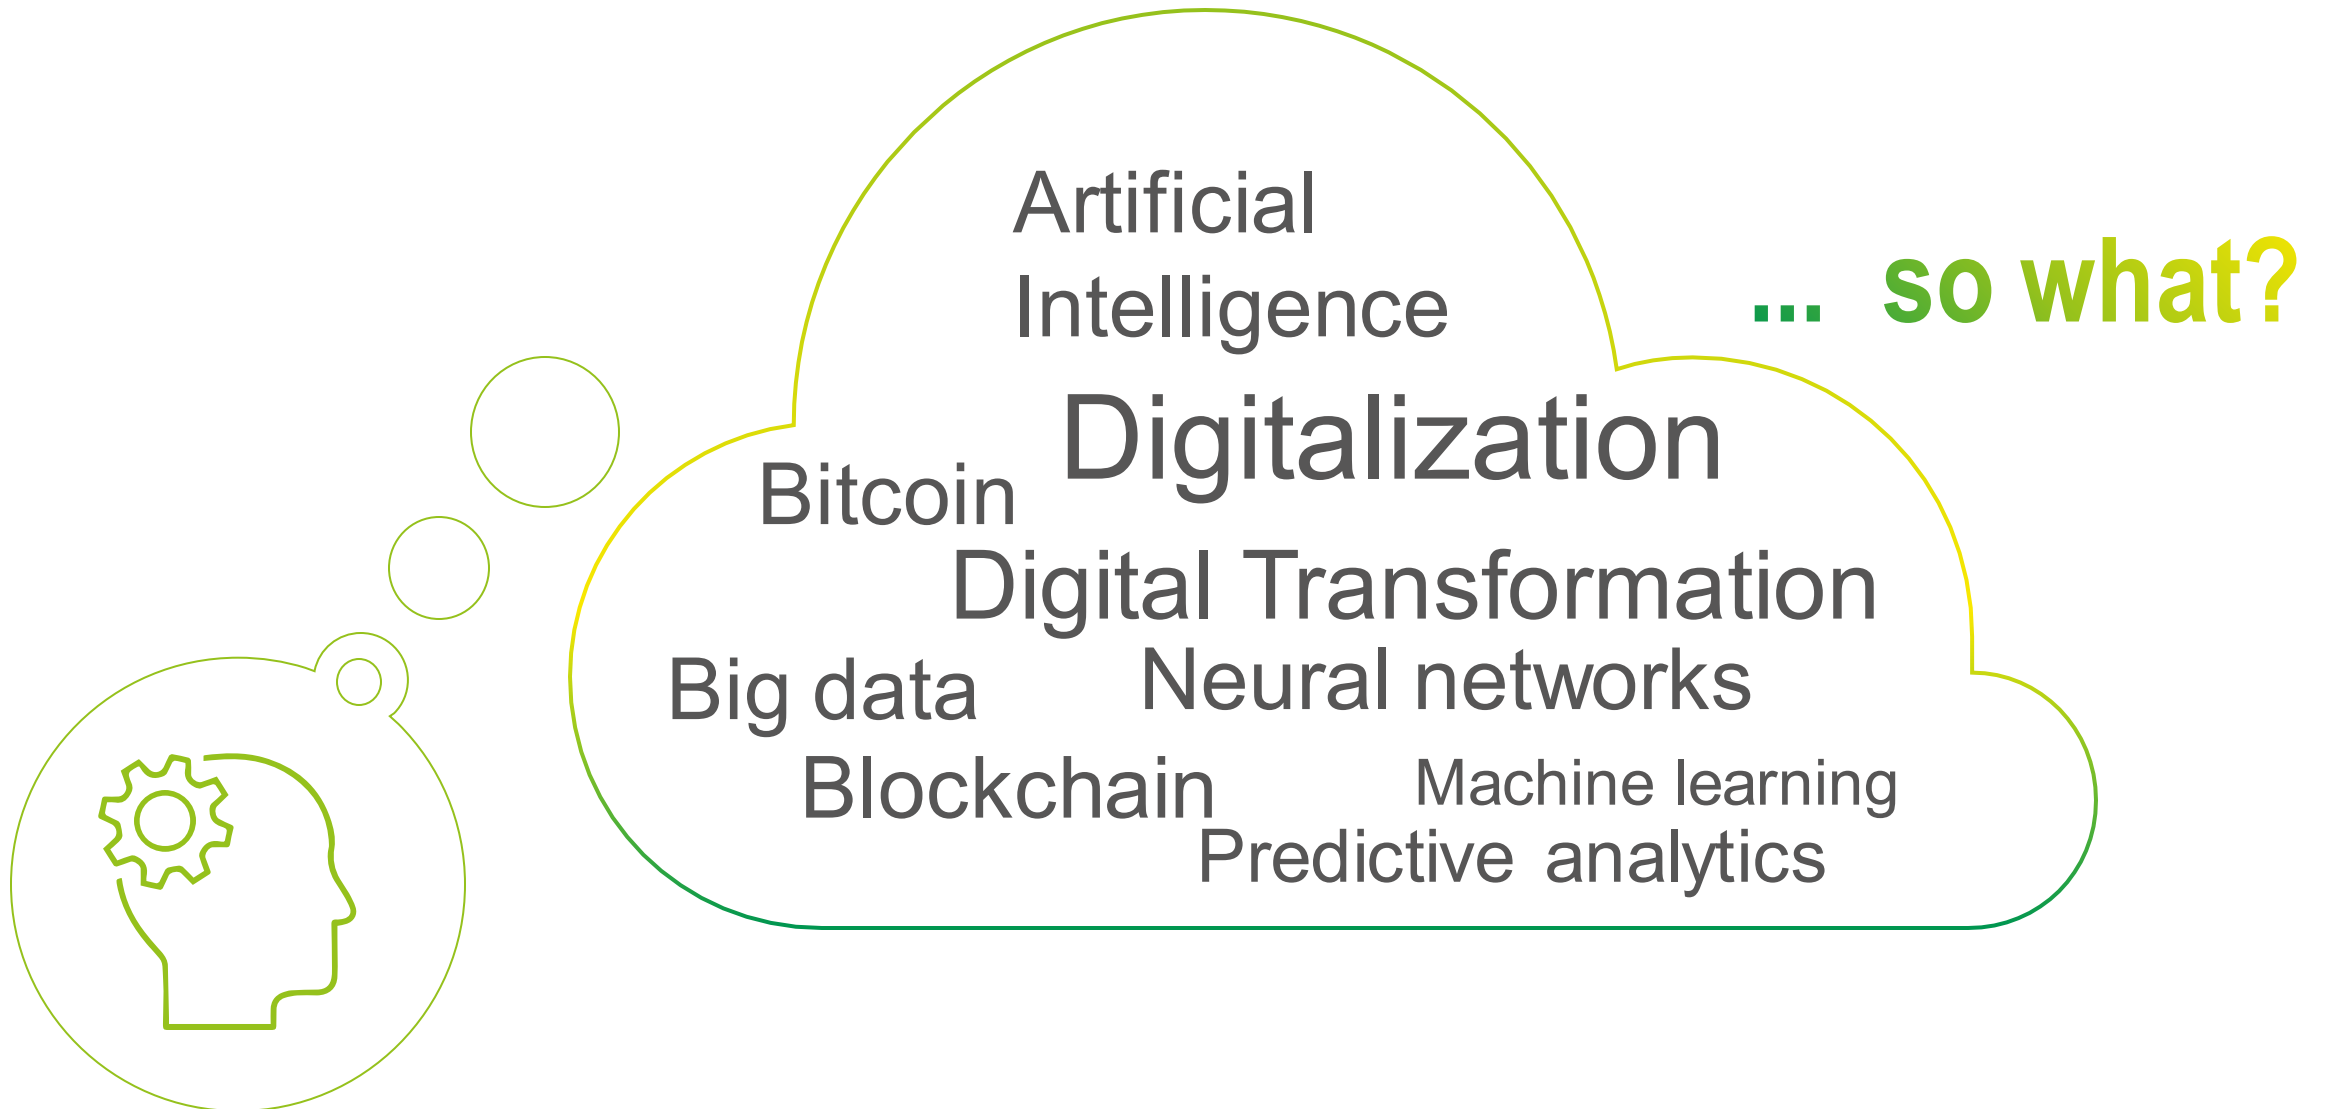 Artificial
Intelligence
... so what?
Digitalization
Bitcoin
Digital Transformation
Neural networks
Big data
Blockchain
Machine learning
Predictive analytics